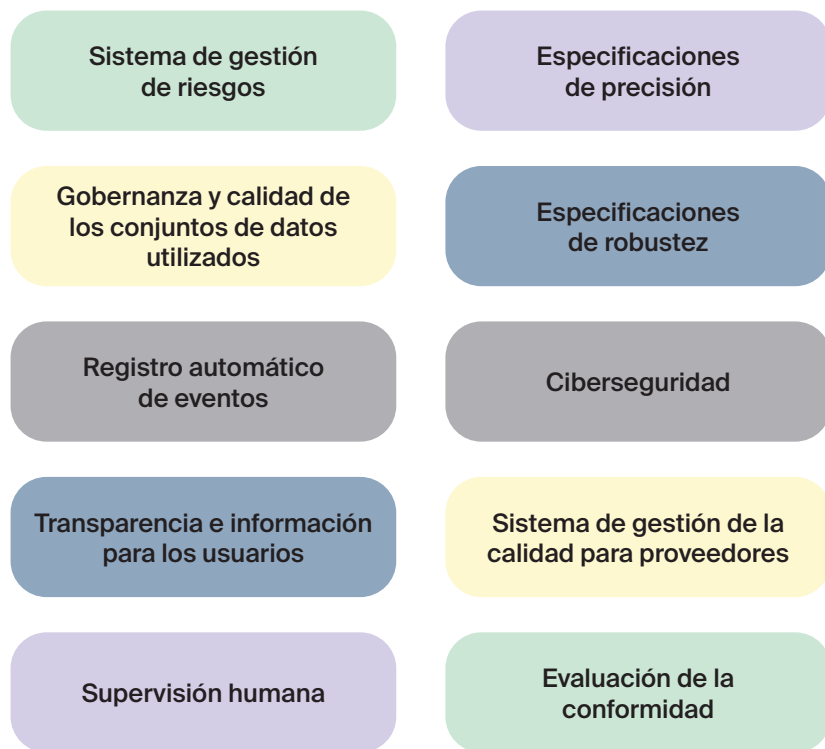 Sistema de gestión
de riesgos
Especificaciones
de precisión
Gobernanza y calidad de
los conjuntos de datos
utilizados
Especificaciones
de robustez
Registro automático
de eventos
Ciberseguridad
Transparencia e información
para los usuarios
Sistema de gestión de la
calidad para proveedores
Supervisión humana
Evaluación de la
conformidad